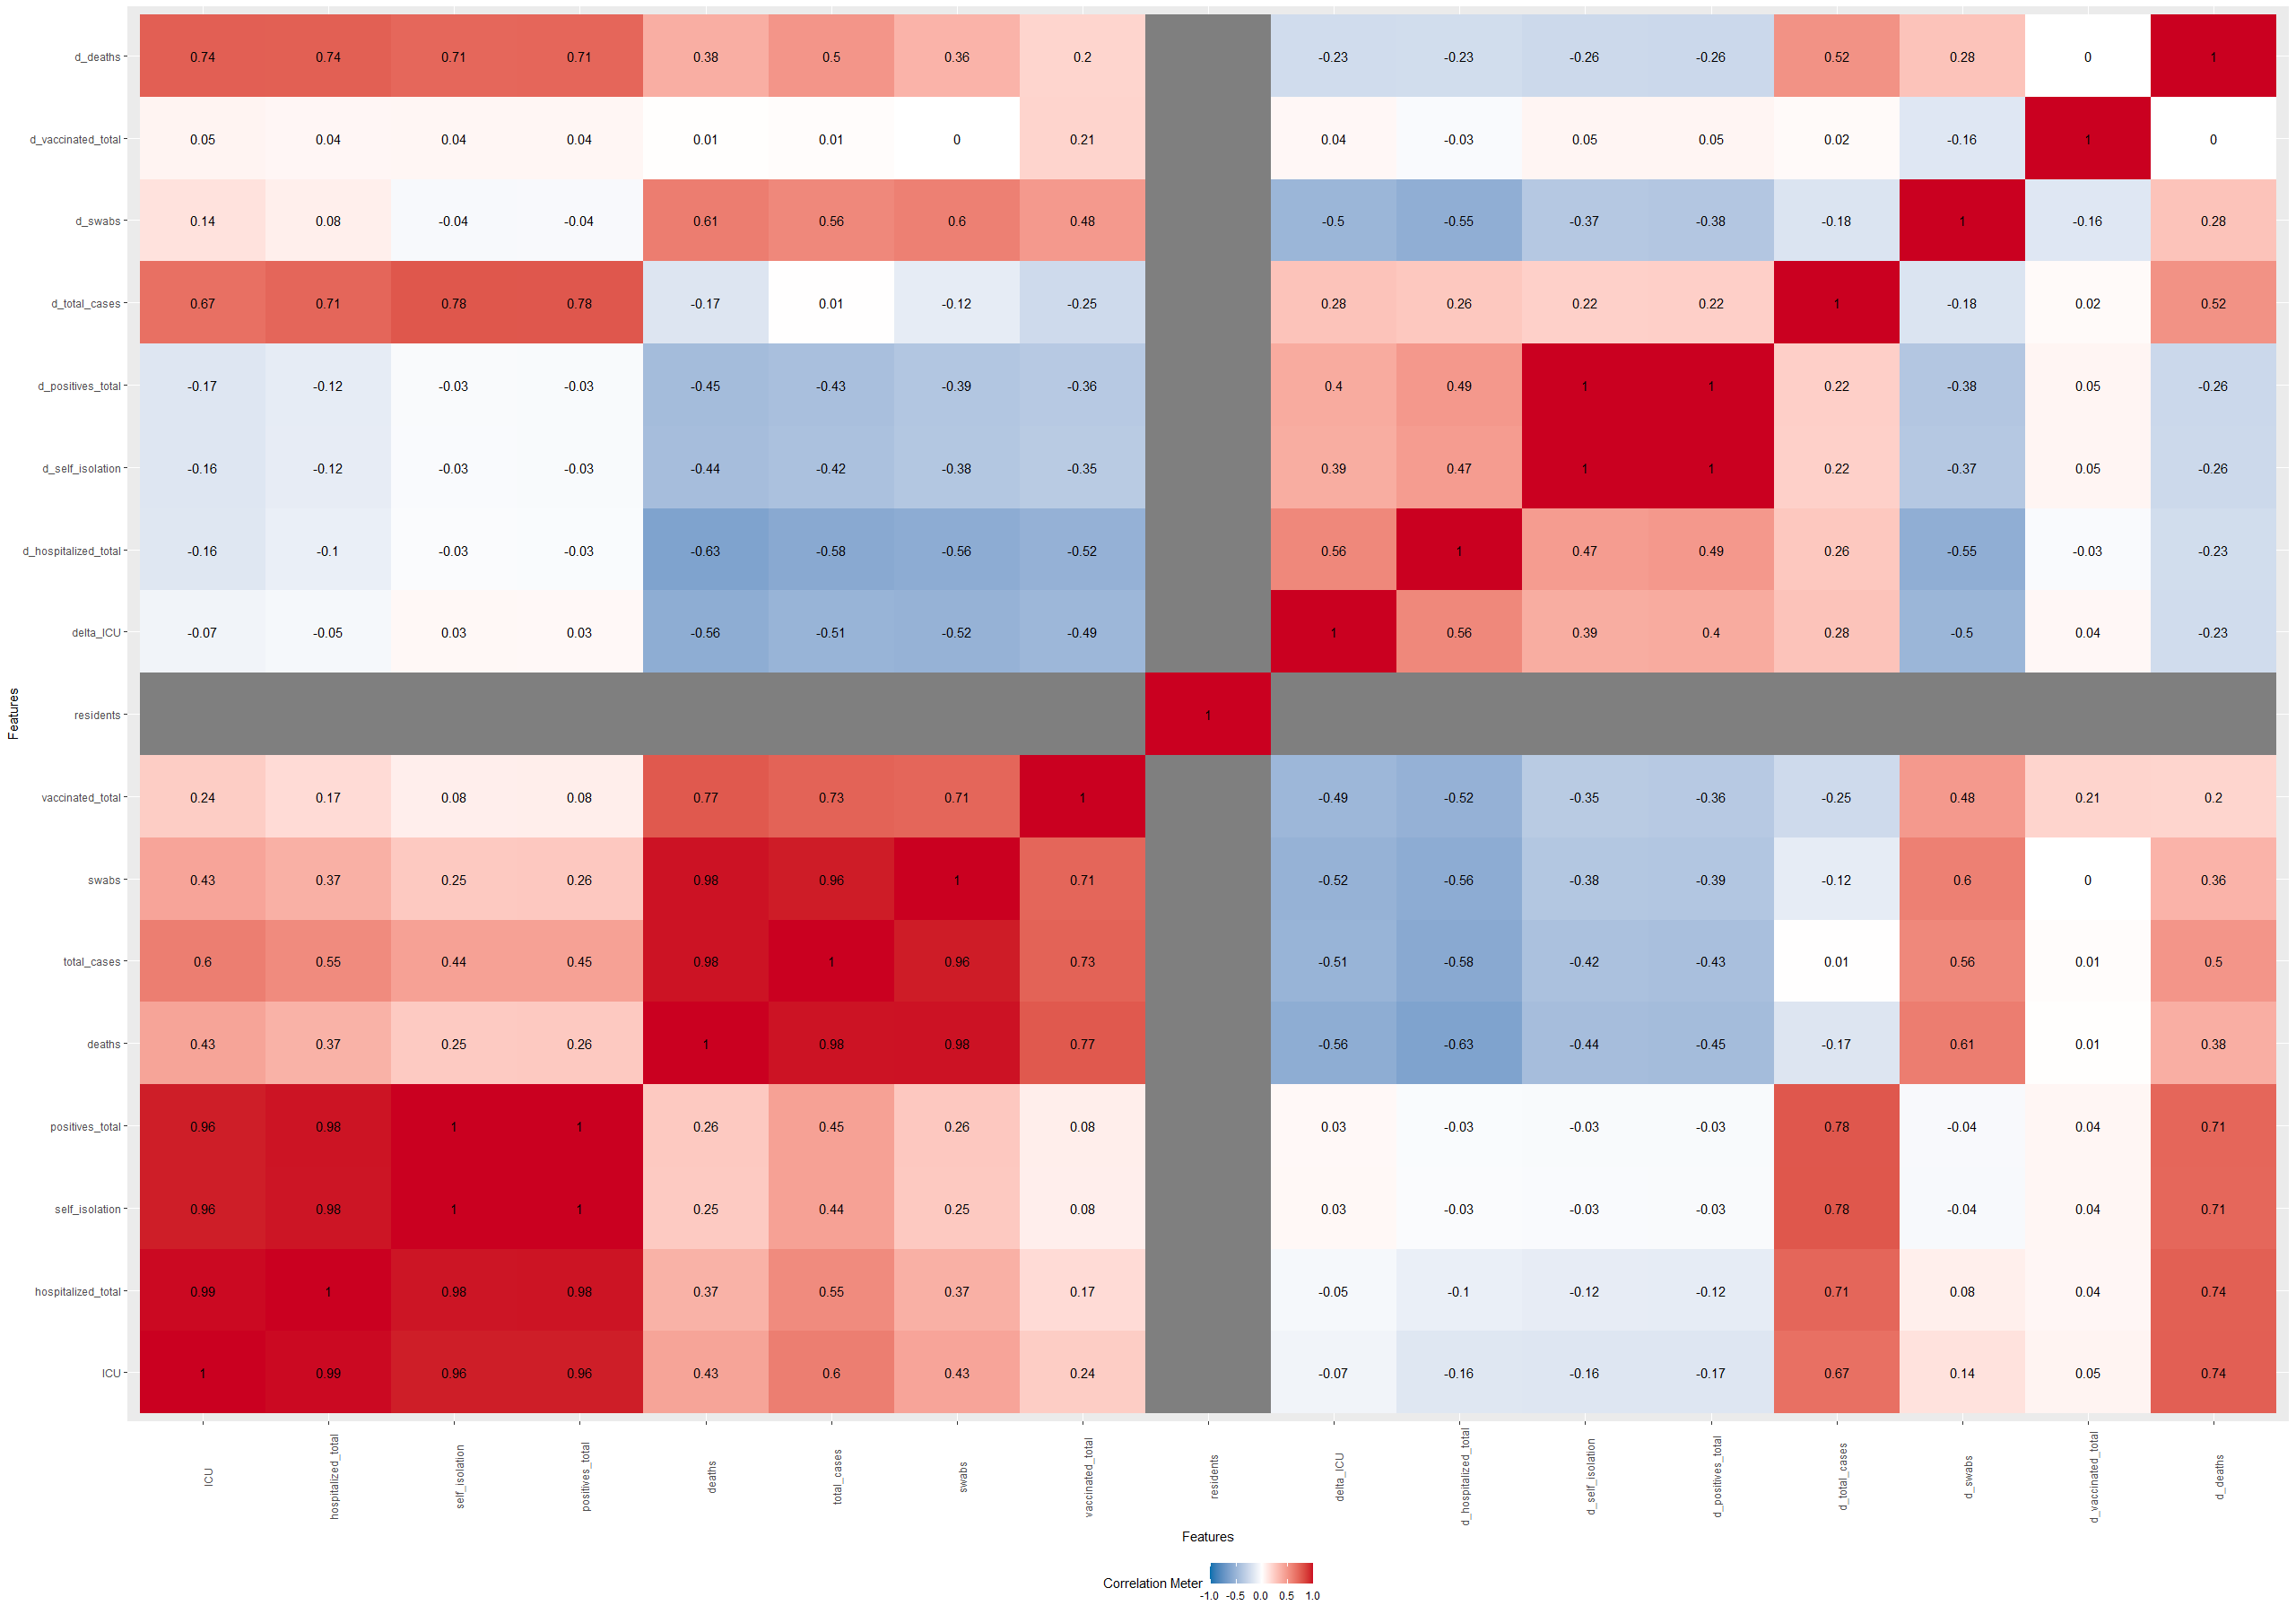 d_deaths 0.74 0.74 0.71 0.71 0.38 0.5 0.36 0.2 -0.23 -0.23 -0.26 -0.26 0.52 0.28 0 1
d_vaccinated_total 0.05 0.04 0.04 0.04 0.01 0.01 0 0.21 0.04 -0.03 0.05 0.05 0.02 -0.16 1 0
d_swabs 0.14 0.08 -0.04 -0.04 0.61 0.56 0.6 0.48 -0.5 -0.55 -0.37 -0.38 -0.18 1 -0.16 0.28
d_total_cases 0.67 0.71 0.78 0.78 -0.17 0.01 -0.12 -0.25 0.28 0.26 0.22 0.22 1 -0.18 0.02 0.52
d_positives_total -0.17 -0.12 -0.03 -0.03 -0.45 -0.43 -0.39 -0.36 0.4 0.49 1 1 0.22 -0.38 0.05 -0.26
d_self_isolation -0.16 -0.12 -0.03 -0.03 -0.44 -0.42 -0.38 -0.35 0.39 0.47 1 1 0.22 -0.37 0.05 -0.26
d_hospitalized_total -0.16 -0.1 -0.03 -0.03 -0.63 -0.58 -0.56 -0.52 0.56 1 0.47 0.49 0.26 -0.55 -0.03 -0.23
delta_ICU -0.07 -0.05 0.03 0.03 -0.56 -0.51 -0.52 -0.49 1 0.56 0.39 0.4 0.28 -0.5 0.04 -0.23
Features
residents 1
vaccinated_total 0.24 0.17 0.08 0.08 0.77 0.73 0.71 1 -0.49 -0.52 -0.35 -0.36 -0.25 0.48 0.21 0.2
swabs 0.43 0.37 0.25 0.26 0.98 0.96 1 0.71 -0.52 -0.56 -0.38 -0.39 -0.12 0.6 0 0.36
total_cases 0.6 0.55 0.44 0.45 0.98 1 0.96 0.73 -0.51 -0.58 -0.42 -0.43 0.01 0.56 0.01 0.5
deaths 0.43 0.37 0.25 0.26 1 0.98 0.98 0.77 -0.56 -0.63 -0.44 -0.45 -0.17 0.61 0.01 0.38
positives_total 0.96 0.98 1 1 0.26 0.45 0.26 0.08 0.03 -0.03 -0.03 -0.03 0.78 -0.04 0.04 0.71
self_isolation 0.96 0.98 1 1 0.25 0.44 0.25 0.08 0.03 -0.03 -0.03 -0.03 0.78 -0.04 0.04 0.71
hospitalized_total 0.99 1 0.98 0.98 0.37 0.55 0.37 0.17 -0.05 -0.1 -0.12 -0.12 0.71 0.08 0.04 0.74
ICU 1 0.99 0.96 0.96 0.43 0.6 0.43 0.24 -0.07 -0.16 -0.16 -0.17 0.67 0.14 0.05 0.74
ICU hospitalized_total self_isolation positives_total deaths total_cases swabs vaccinated_total residents delta_ICU d_hospitalized_total d_self_isolation d_positives_total d_total_cases d_swabs d_vaccinated_total d_deaths
Features
Correlation Meter
-1.0 -0.5 0.0 0.5 1.0